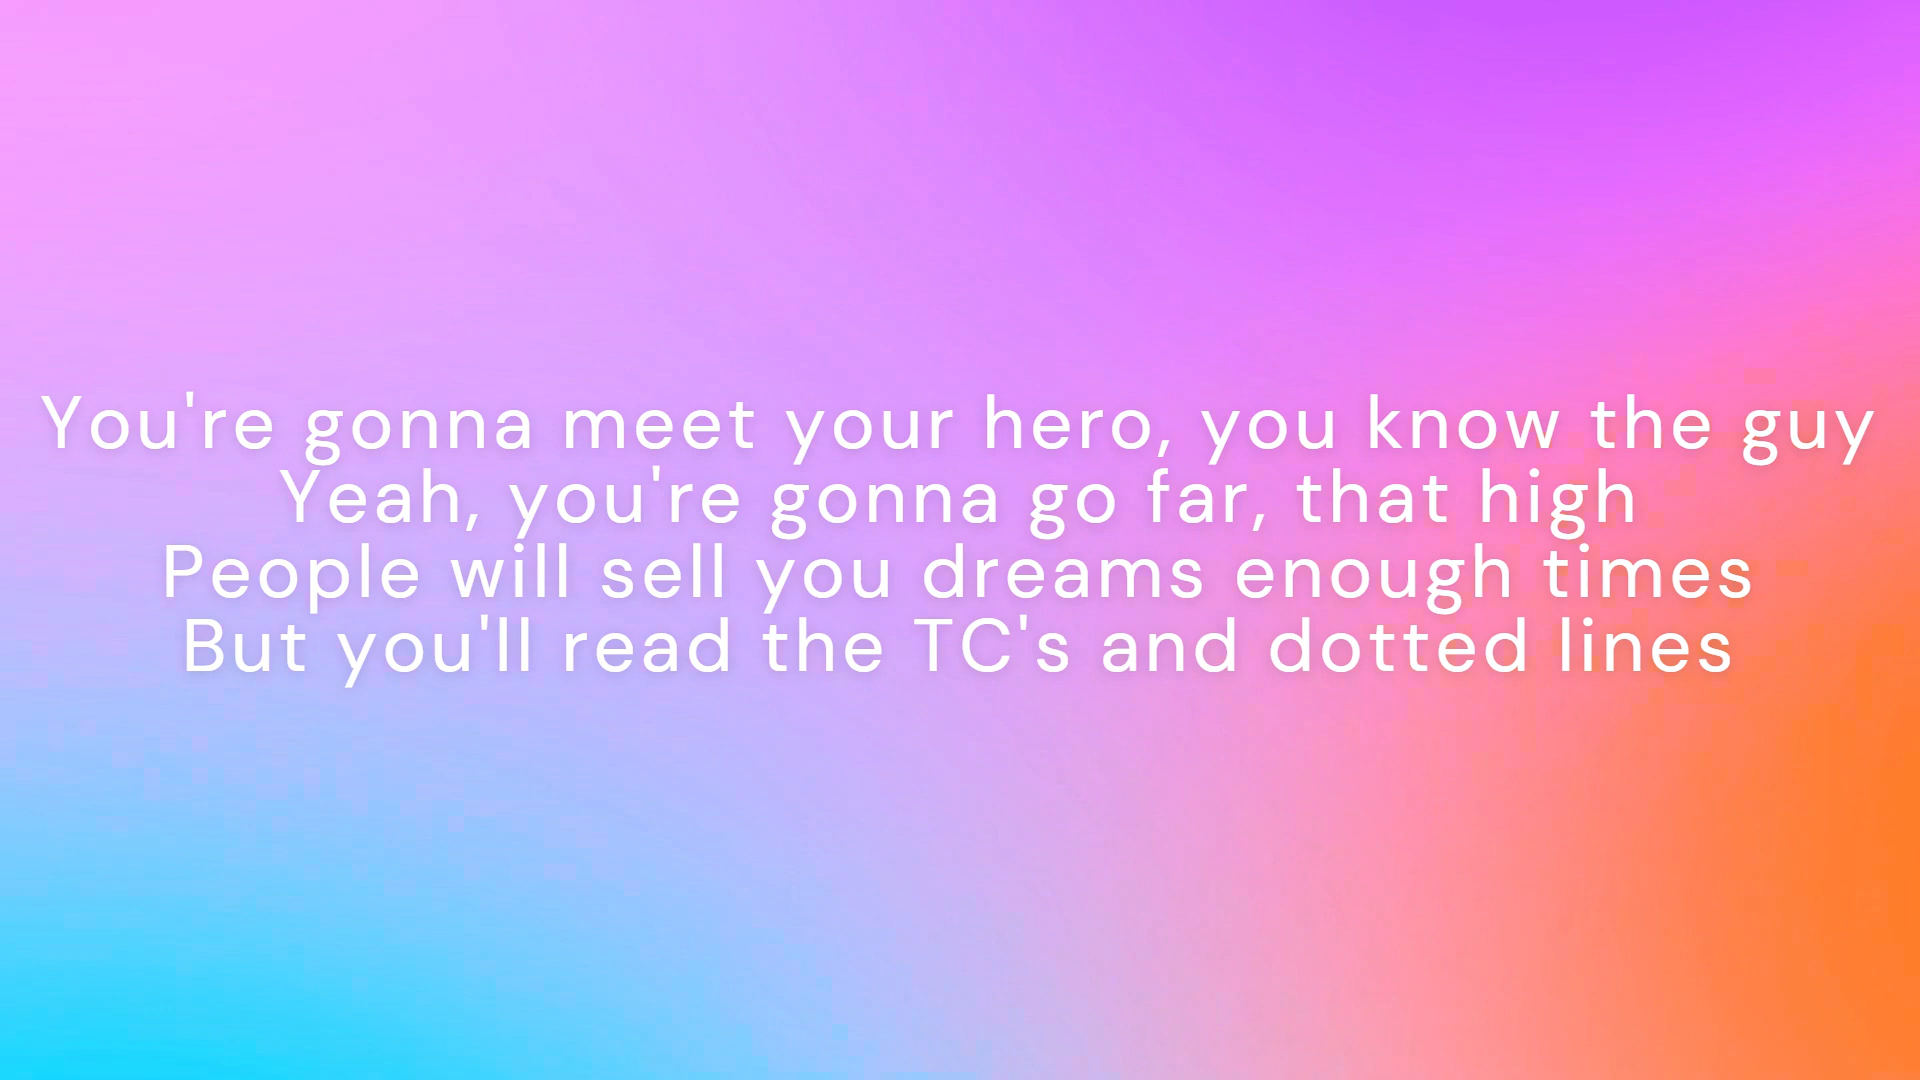 You're gonna meet your hero, you know the guy
Yeah, you're gonna go far, that high
People will sell you dreams enough times
But you'll read the TC's and dotted lines